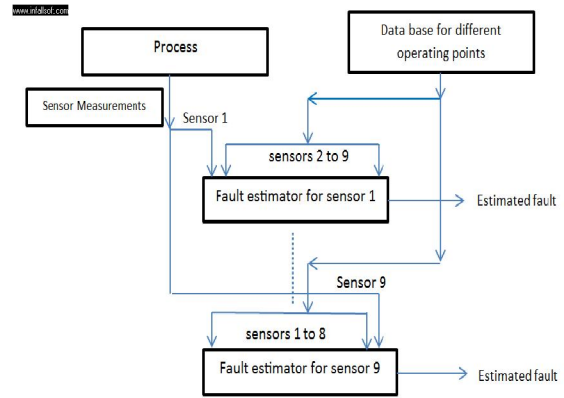 www.infallsof.com
Process
Data base for different
operating points
Sensor Measurements
Sensor 1
sensors 2 to 9
Fault estimator for sensor 1
Estimated fault
Sensor 9
sensors 1 to 8
Fault estimator for sensor 9
Estimated fault